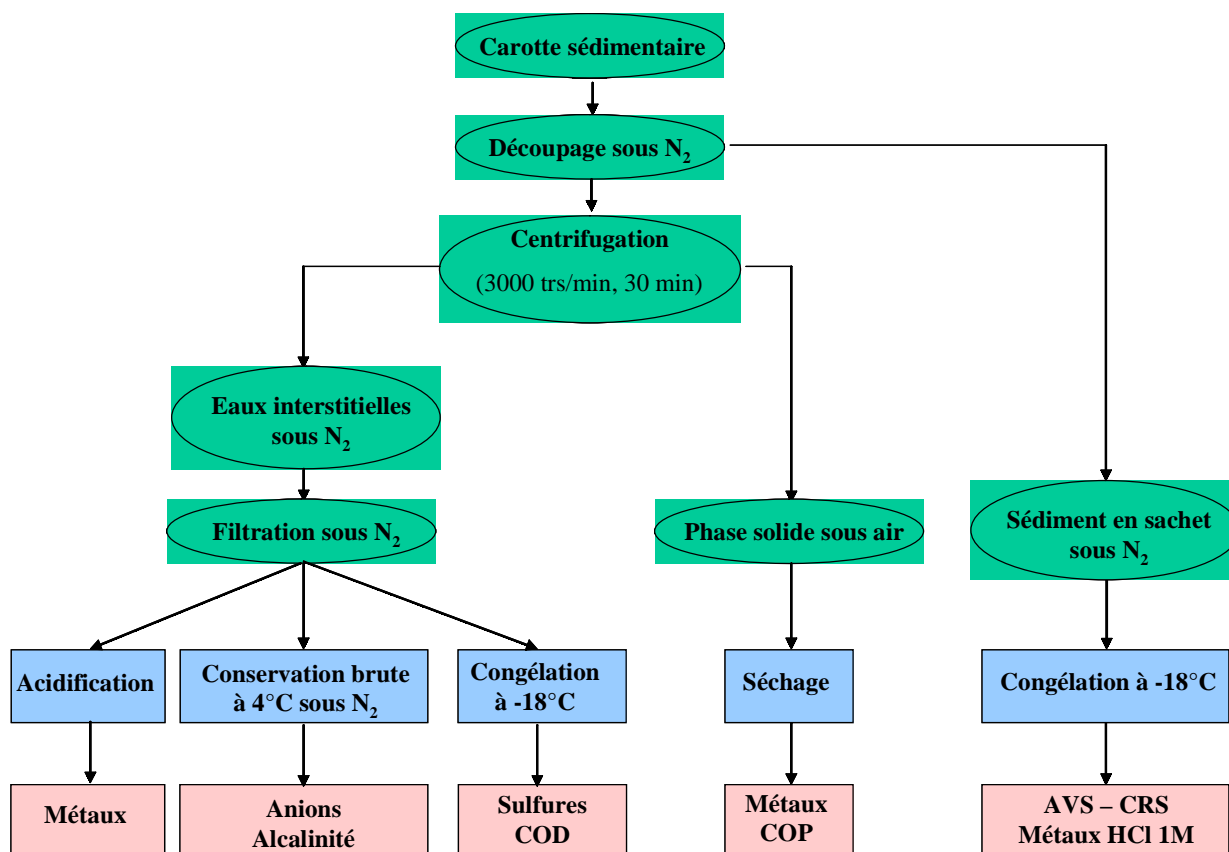 Carotte sédimentaire
Découpage sous N₂
Centrifugation
(3000 trs/min, 30 min)
Eaux interstitielles
sous N₂
Filtration sous N₂
Phase solide sous air
Sédiment en sachet
sous N₂
Acidification
Conservation brute
à 4°C sous N₂
Congélation
à -18°C
Séchage
Congélation à -18°C
Métaux
Anions
Alcalinité
Sulfures
COD
Métaux
COP
AVS – CRS
Métaux HCl 1M